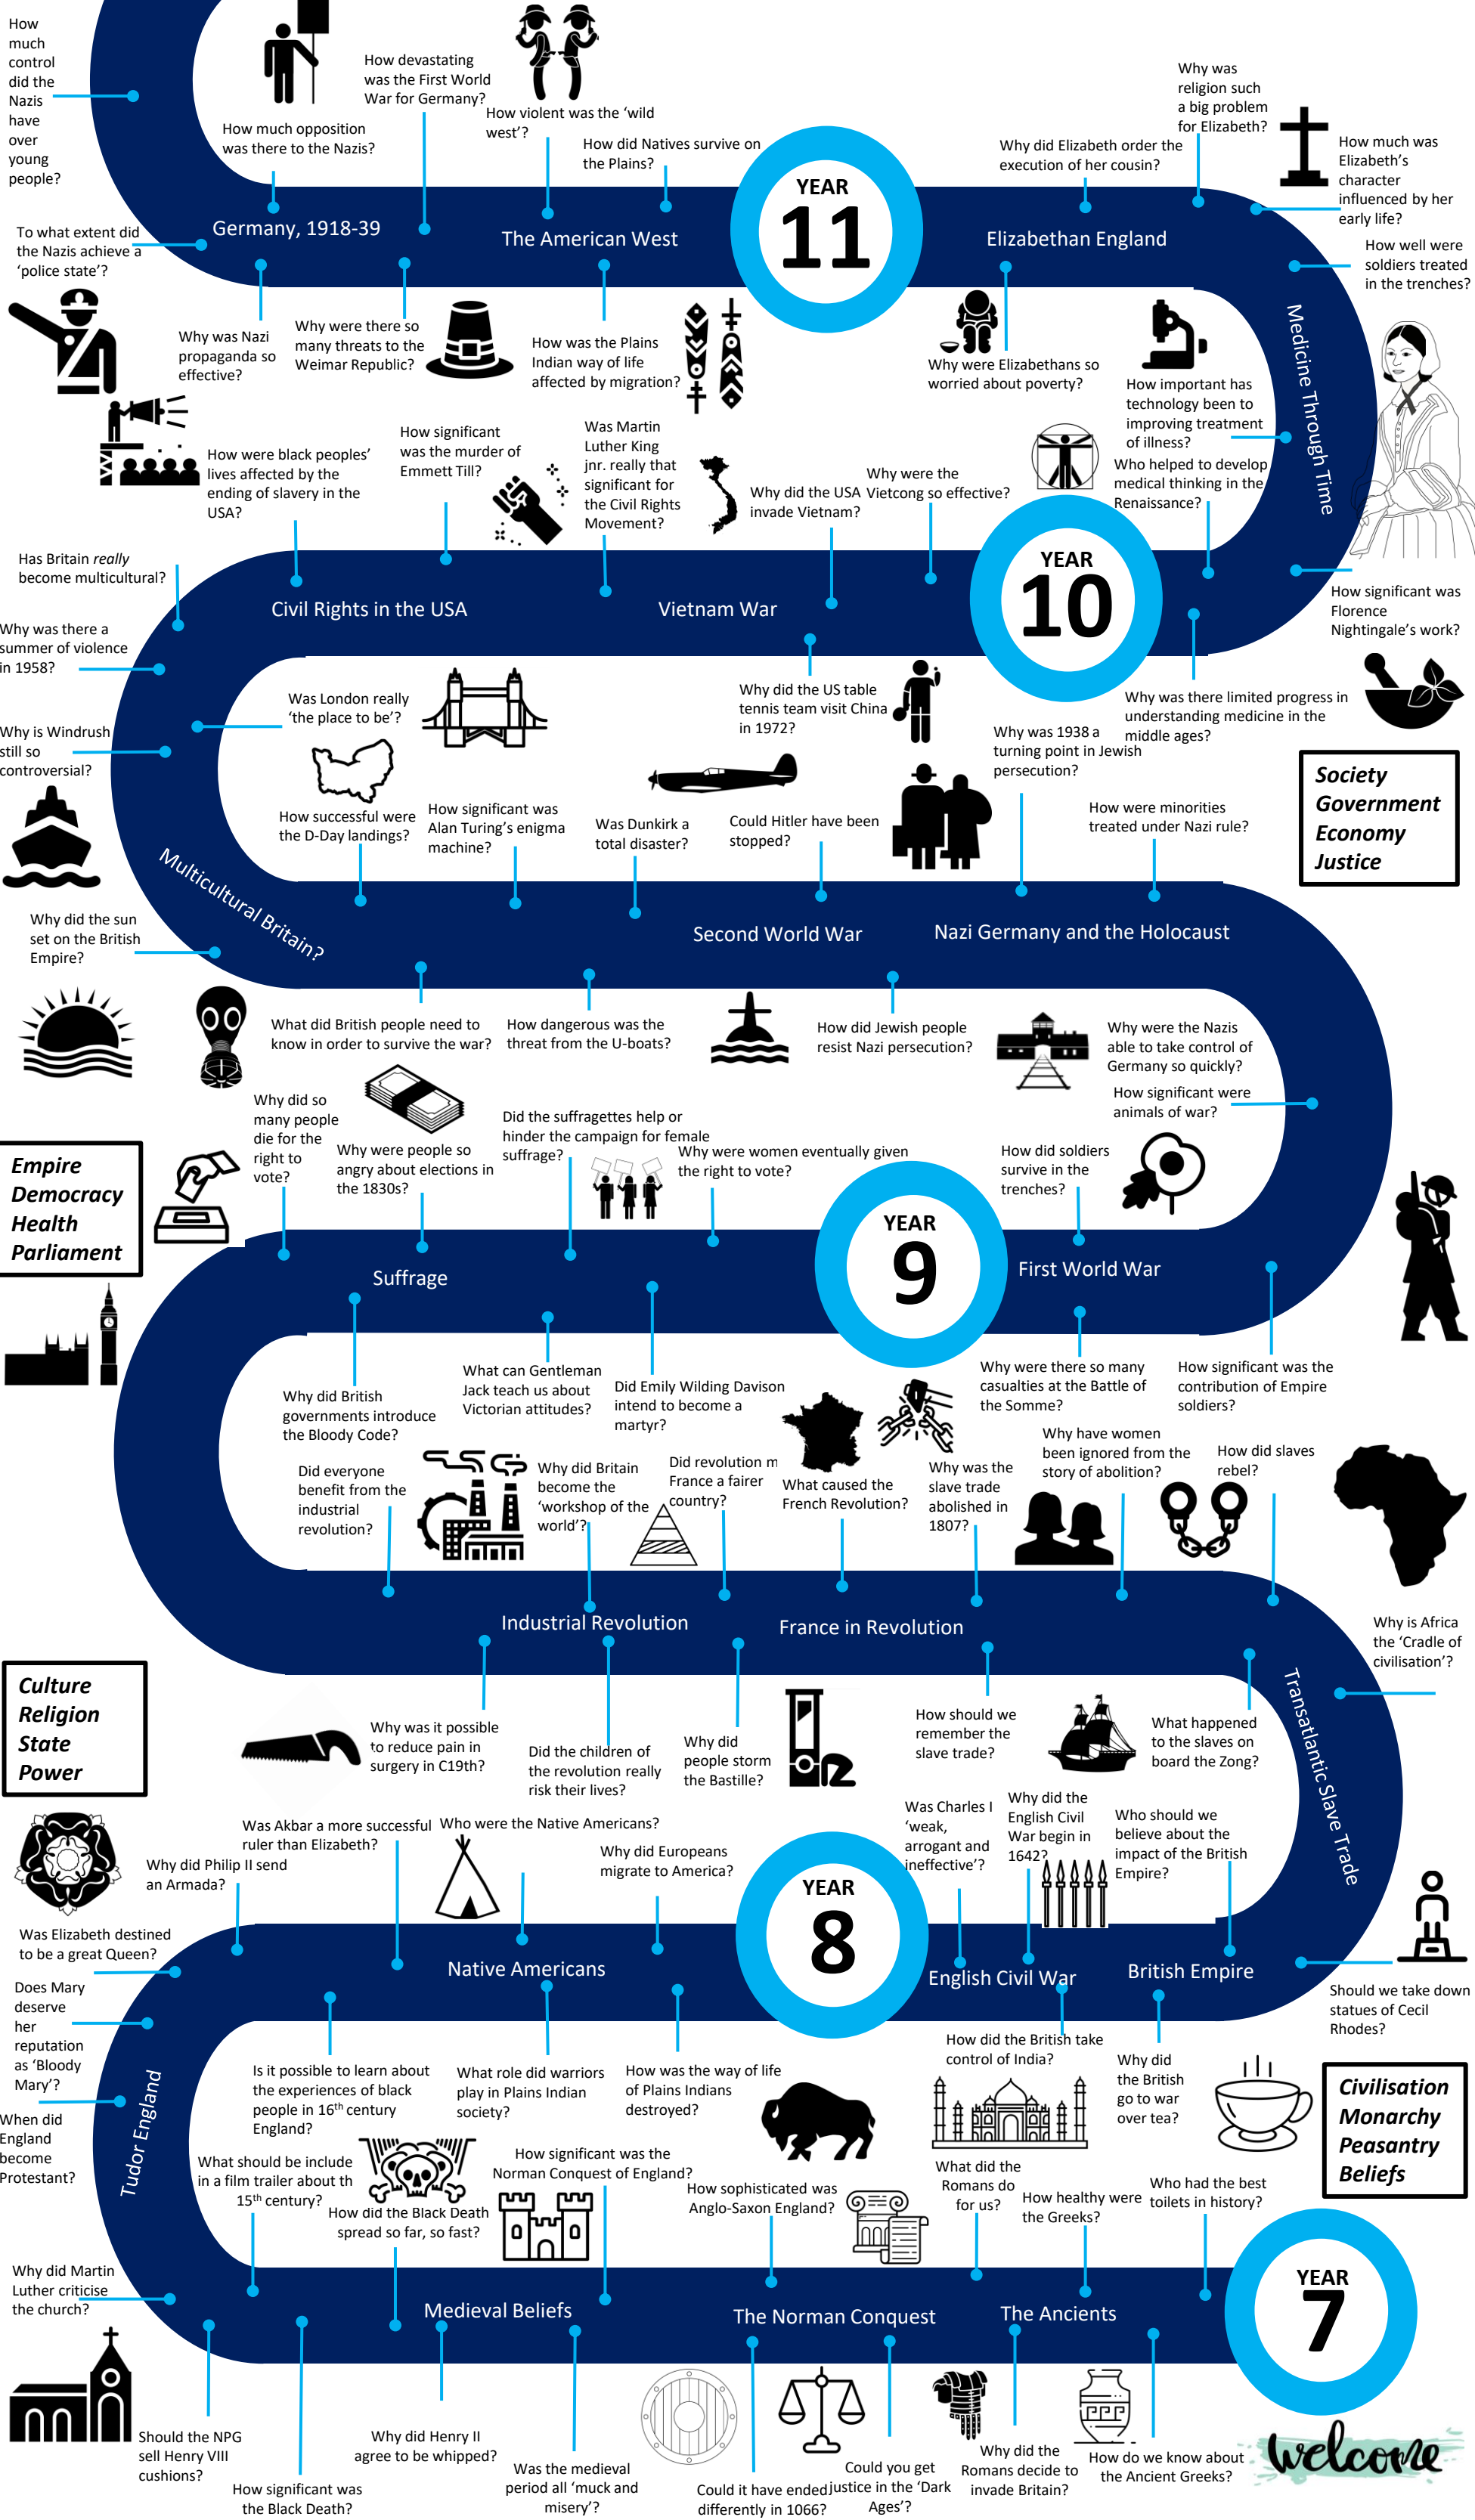 How
much
control
did the
Nazis
have
over
young
people?
How much opposition
was there to the Nazis?
How devastating
was the First World
War for Germany?
How violent was the ‘wild
west’?
How did Natives survive on
the Plains?
YEAR
11
Why did Elizabeth order the
execution of her cousin?
Why was
religion such
a big problem
for Elizabeth?
How much was
Elizabeth’s
character
influenced by her
early life?
To what extent did
the Nazis achieve a
‘police state’?
Germany, 1918-39
The American West
Elizabethan England
How well were
soldiers treated
in the trenches?
Why was Nazi
propaganda so
effective?
Why were there so
many threats to the
Weimar Republic?
How was the Plains
Indian way of life
affected by migration?
Why were Elizabethans so
worried about poverty?
How important has
technology been to
improving treatment
of illness?
Medicine Through Time
Who helped to develop
medical thinking in the
Renaissance?
How were black peoples’
lives affected by the
ending of slavery in the
USA?
How significant
was the murder of
Emmett Till?
Was Martin
Luther King
jnr. really that
significant for
the Civil Rights
Movement?
Why did the USA
invade Vietnam?
Why were the
Vietcong so effective?
YEAR
10
Has Britain really
become multicultural?
Civil Rights in the USA
Vietnam War
How significant was
Florence
Nightingale’s work?
Why was there a
summer of violence
in 1958?
Was London really
‘the place to be’?
Why did the US table
tennis team visit China
in 1972?
Why was there limited progress in
understanding medicine in the
middle ages?
Why is Windrush
still so
controversial?
Why was 1938 a
turning point in Jewish
persecution?
Society
Government
Economy
Justice
How successful were
the D-Day landings?
How significant was
Alan Turing’s enigma
machine?
Was Dunkirk a
total disaster?
Could Hitler have been
stopped?
How were minorities
treated under Nazi rule?
Multicultural Britain?
Second World War
Nazi Germany and the Holocaust
Why did the sun
set on the British
Empire?
What did British people need to
know in order to survive the war?
How dangerous was the
threat from the U-boats?
How did Jewish people
resist Nazi persecution?
Why were the Nazis
able to take control of
Germany so quickly?
How significant were
animals of war?
Why did so
many people
die for the
right to
vote?
Why were people so
angry about elections in
the 1830s?
Did the suffragettes help or
hinder the campaign for female
suffrage?
Why were women eventually given
the right to vote?
How did soldiers
survive in the
trenches?
Empire
Democracy
Health
Parliament
YEAR
9
Suffrage
First World War
Why did British
governments introduce
the Bloody Code?
What can Gentleman
Jack teach us about
Victorian attitudes?
Did Emily Wilding Davison
intend to become a
martyr?
Why were there so many
casualties at the Battle of
the Somme?
How significant was the
contribution of Empire
soldiers?
Did everyone
benefit from the
industrial
revolution?
Why did Britain
become the
‘workshop of the
world’?
Did revolution m
France a fairer
country?
What caused the
French Revolution?
Why was the
slave trade
abolished in
1807?
Why have women
been ignored from the
story of abolition?
How did slaves
rebel?
Industrial Revolution
France in Revolution
Why is Africa
the ‘Cradle of
civilisation’?
Culture
Religion
State
Power
Why was it possible
to reduce pain in
surgery in C19th?
Did the children of
the revolution really
risk their lives?
Why did
people storm
the Bastille?
How should we
remember the
slave trade?
What happened
to the slaves on
board the Zong?
Transatlantic Slave Trade
Was Akbar a more successful
ruler than Elizabeth?
Who were the Native Americans?
Why did Europeans
migrate to America?
Was Charles I
‘weak,
arrogant and
ineffective’?
Why did the
English Civil
War begin in
1642?
Who should we
believe about the
impact of the British
Empire?
Why did Philip II send
an Armada?
YEAR
8
Was Elizabeth destined
to be a great Queen?
Native Americans
English Civil War
British Empire
Does Mary
deserve
her
reputation
as ‘Bloody
Mary’?
Should we take down
statues of Cecil
Rhodes?
Is it possible to learn about
the experiences of black
people in 16th century
England?
What role did warriors
play in Plains Indian
society?
How was the way of life
of Plains Indians
destroyed?
How did the British take
control of India?
Why did
the British
go to war
over tea?
Civilisation
Monarchy
Peasantry
Beliefs
When did
England
become
Protestant?
Tudor England
What should be include
in a film trailer about th
15th century?
How did the Black Death
spread so far, so fast?
How significant was the
Norman Conquest of England?
How sophisticated was
Anglo-Saxon England?
What did the
Romans do
for us?
How healthy were
the Greeks?
Who had the best
toilets in history?
Why did Martin
Luther criticise
the church?
Medieval Beliefs
The Norman Conquest
The Ancients
YEAR
7
Should the NPG
sell Henry VIII
cushions?
How significant was
the Black Death?
Why did Henry II
agree to be whipped?
Was the medieval
period all ‘muck and
misery’?
Could it have ended
differently in 1066?
Could you get
justice in the ‘Dark
Ages’?
Why did the
Romans decide to
invade Britain?
How do we know about
the Ancient Greeks?
welcome